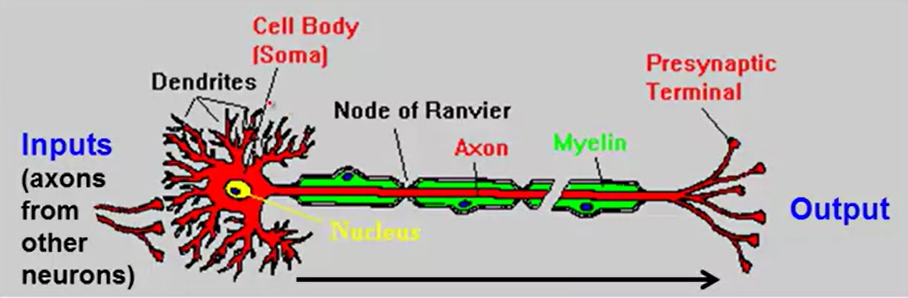 Cell Body
(Soma)
Dendrites
Presynaptic
Terminal
Node of Ranvier
Inputs
(axons
from
other
neurons)
Axon
Myelin
Nucleus
Output